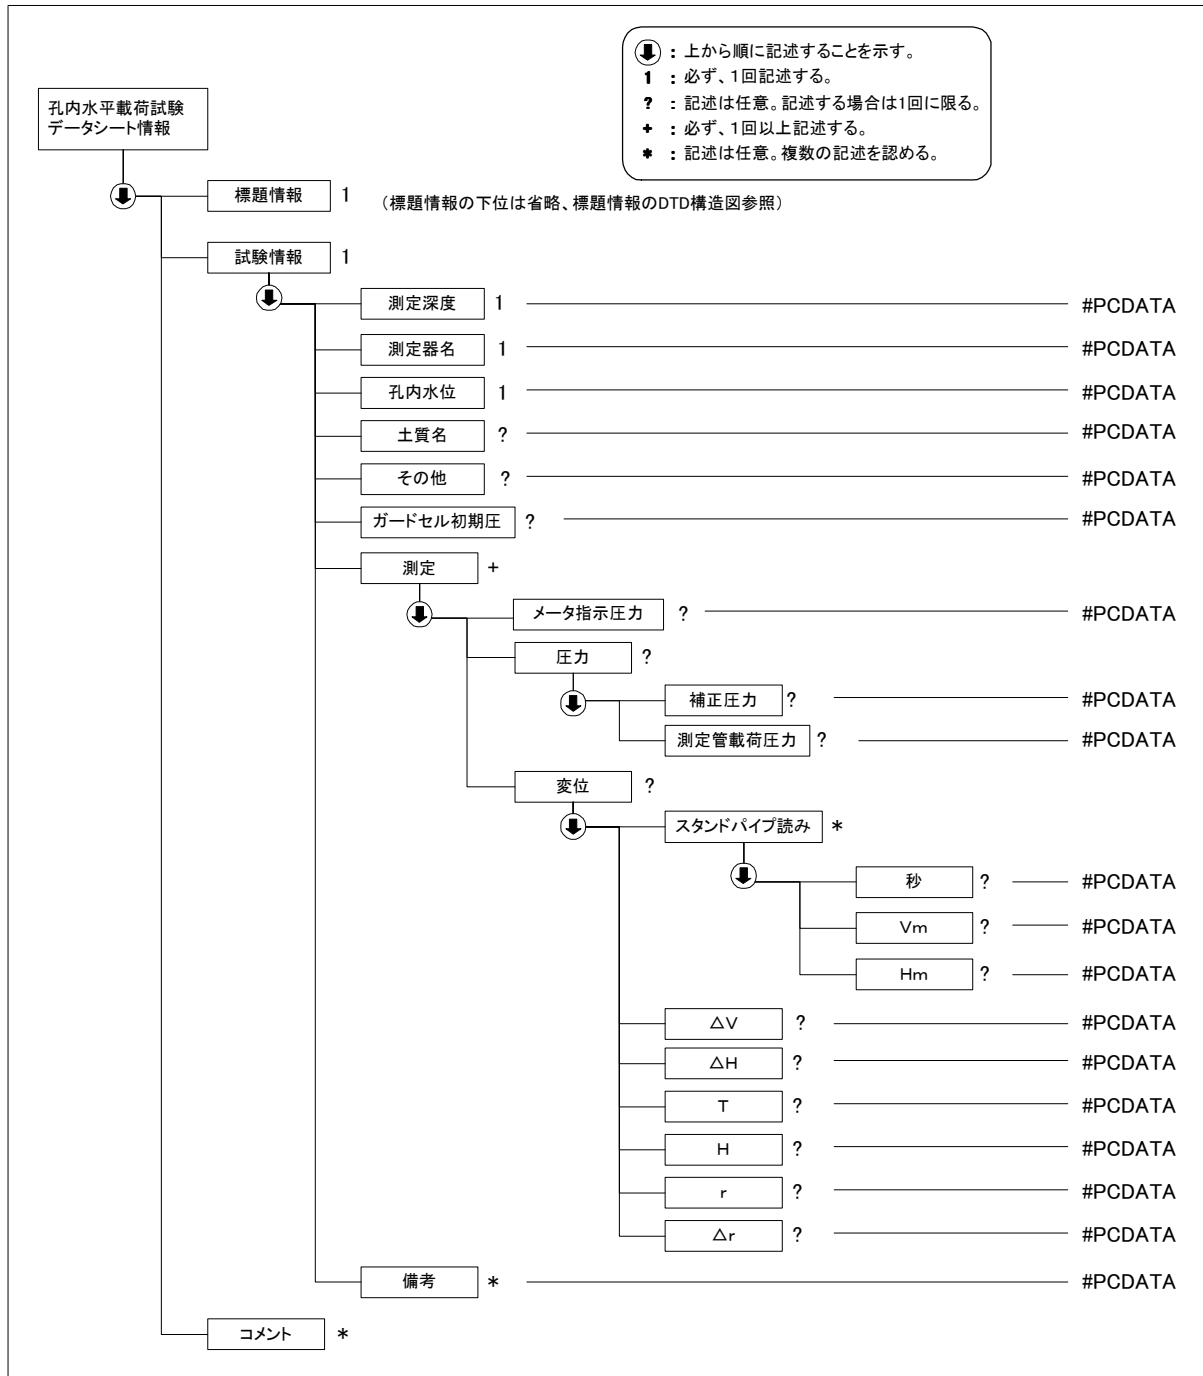 : 上から順に記述することを示す。
1 : 必ず、1回記述する。
? : 記述は任意。記述する場合は1回に限る。
+ : 必ず、1回以上記述する。
* : 記述は任意。複数の記述を認める。
孔内水平載荷試験
データシート情報
標題情報 1 (標題情報の下位は省略、標題情報のDTD構造図参照)
試験情報 1
測定深度 1 #PCDATA
測定器名 1 #PCDATA
孔内水位 1 #PCDATA
土質名 ? #PCDATA
その他 ? #PCDATA
ガードセル初期圧 ? #PCDATA
測定 +
メータ指示圧力 ? #PCDATA
圧力 ?
補正圧力 ? #PCDATA
測定管載荷圧力 ? #PCDATA
変位 ?
スタンドパイプ読み *
秒 ? #PCDATA
Vm ? #PCDATA
Hm ? #PCDATA
△V ? #PCDATA
△H ? #PCDATA
T ? #PCDATA
H ? #PCDATA
r ? #PCDATA
△r ? #PCDATA
備考 * #PCDATA
コメント *